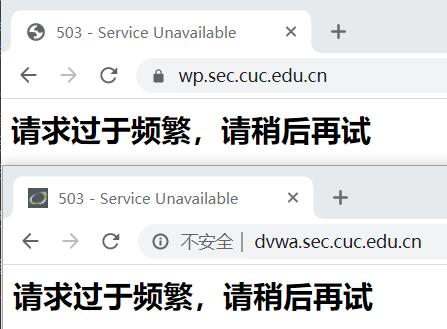 503 - Service Unavailable
wp.sec.cuc.edu.cn
请求过于频繁，请稍后再试
503 - Service Unavailable
不安全 | dvwa.sec.cuc.edu.cn
请求过于频繁，请稍后再试